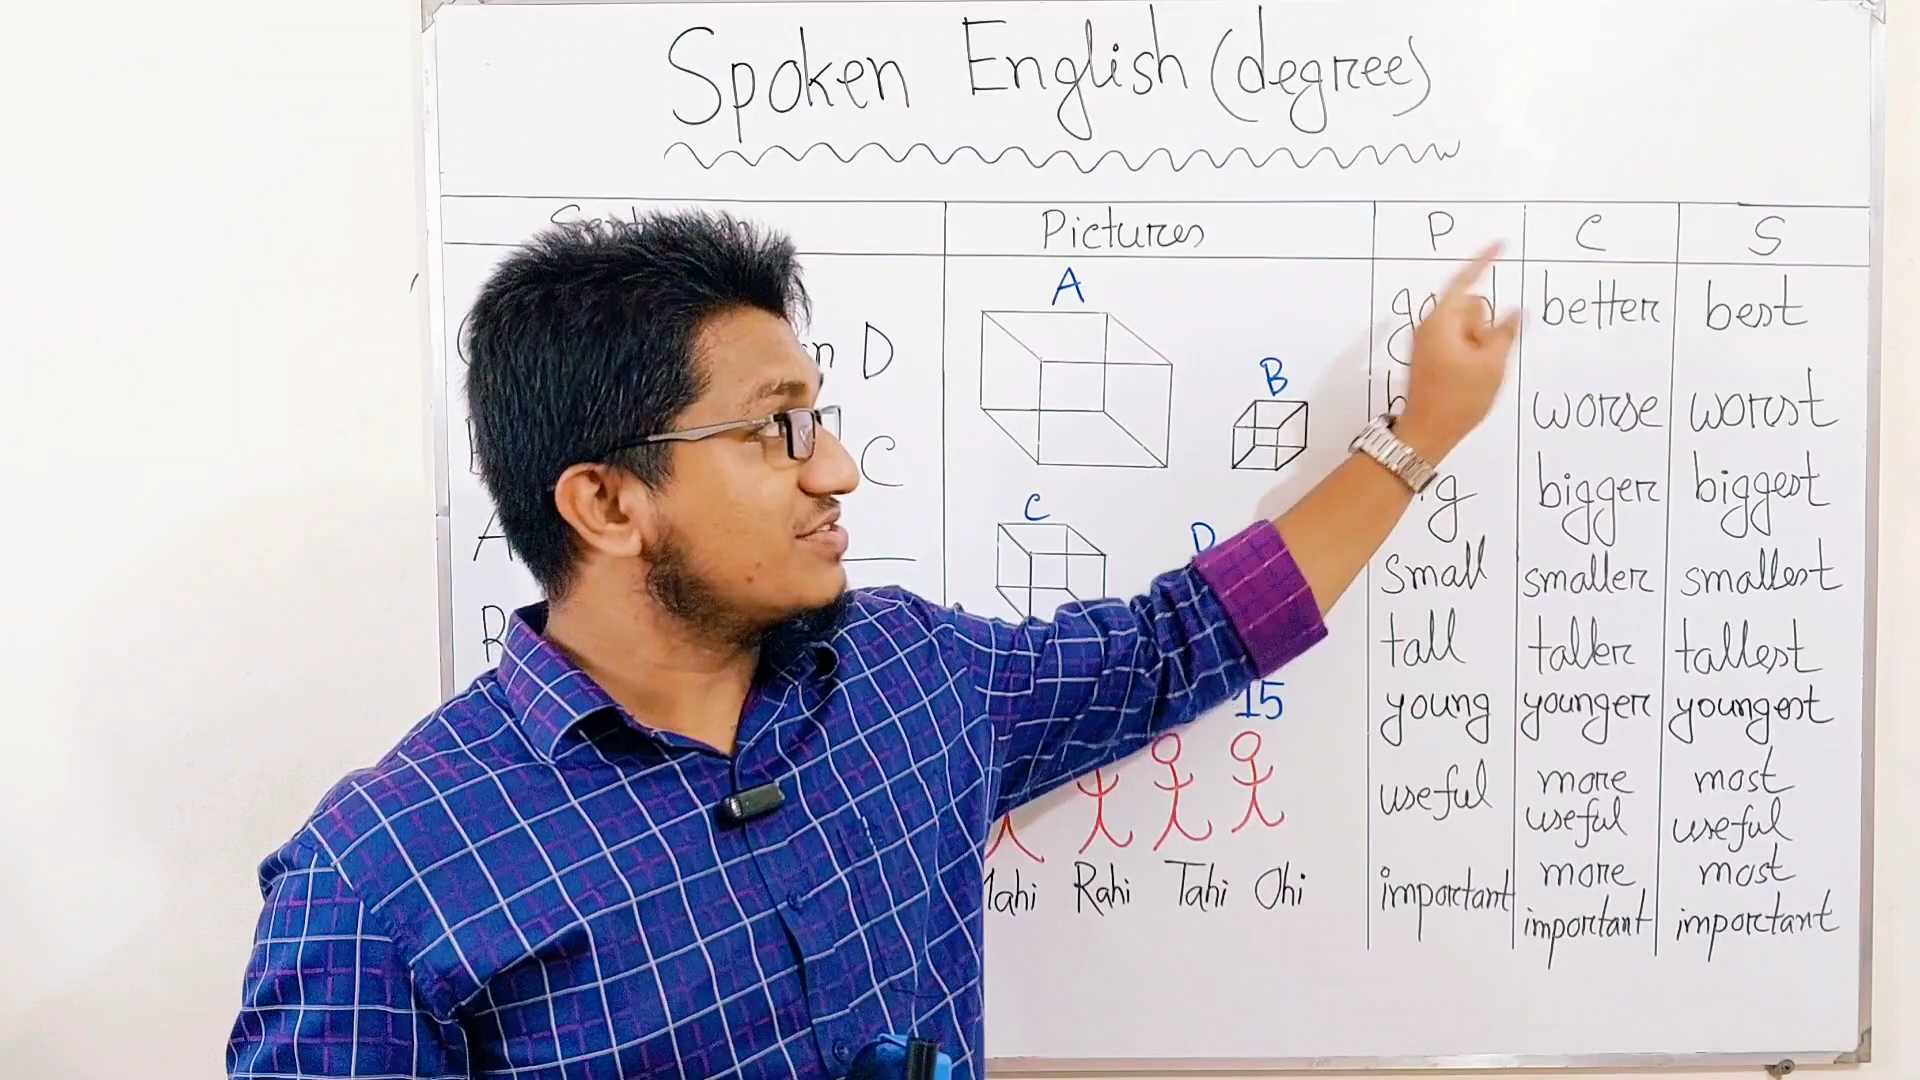 Spoken English (degree)
Pictures P C S
A
better best
D B
worse worst
C C
bigger biggest
D
small smaller smallest
tall taller tallest
15
young younger youngest
useful more useful most useful
Rahi Tahi Ohi
important more important most important